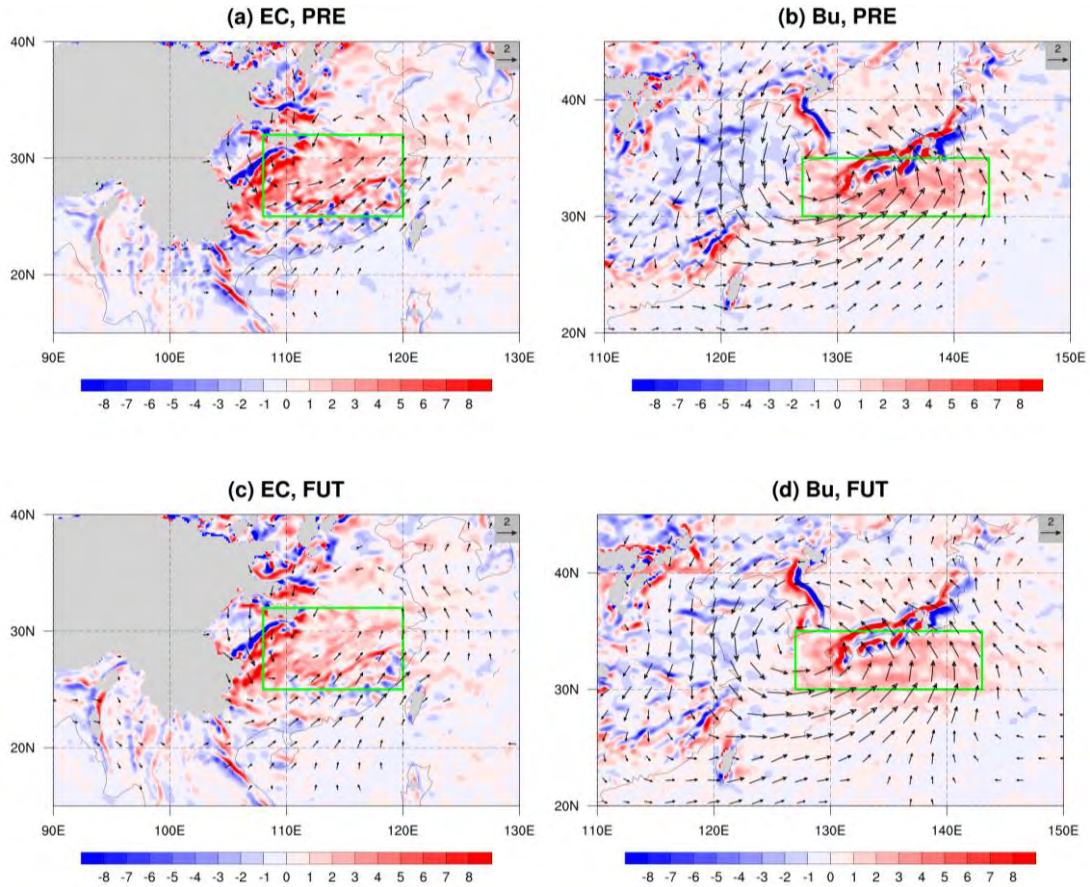 (a) EC, PRE
40N
30N
20N
90E 100E 110E 120E 130E
2
-8 -7 -6 -5 -4 -3 -2 -1 0 1 2 3 4 5 6 7 8
(b) Bu, PRE
40N
30N
20N
110E 120E 130E 140E 150E
2
-8 -7 -6 -5 -4 -3 -2 -1 0 1 2 3 4 5 6 7 8
(c) EC, FUT
40N
30N
20N
90E 100E 110E 120E 130E
2
-8 -7 -6 -5 -4 -3 -2 -1 0 1 2 3 4 5 6 7 8
(d) Bu, FUT
40N
30N
20N
110E 120E 130E 140E 150E
2
-8 -7 -6 -5 -4 -3 -2 -1 0 1 2 3 4 5 6 7 8